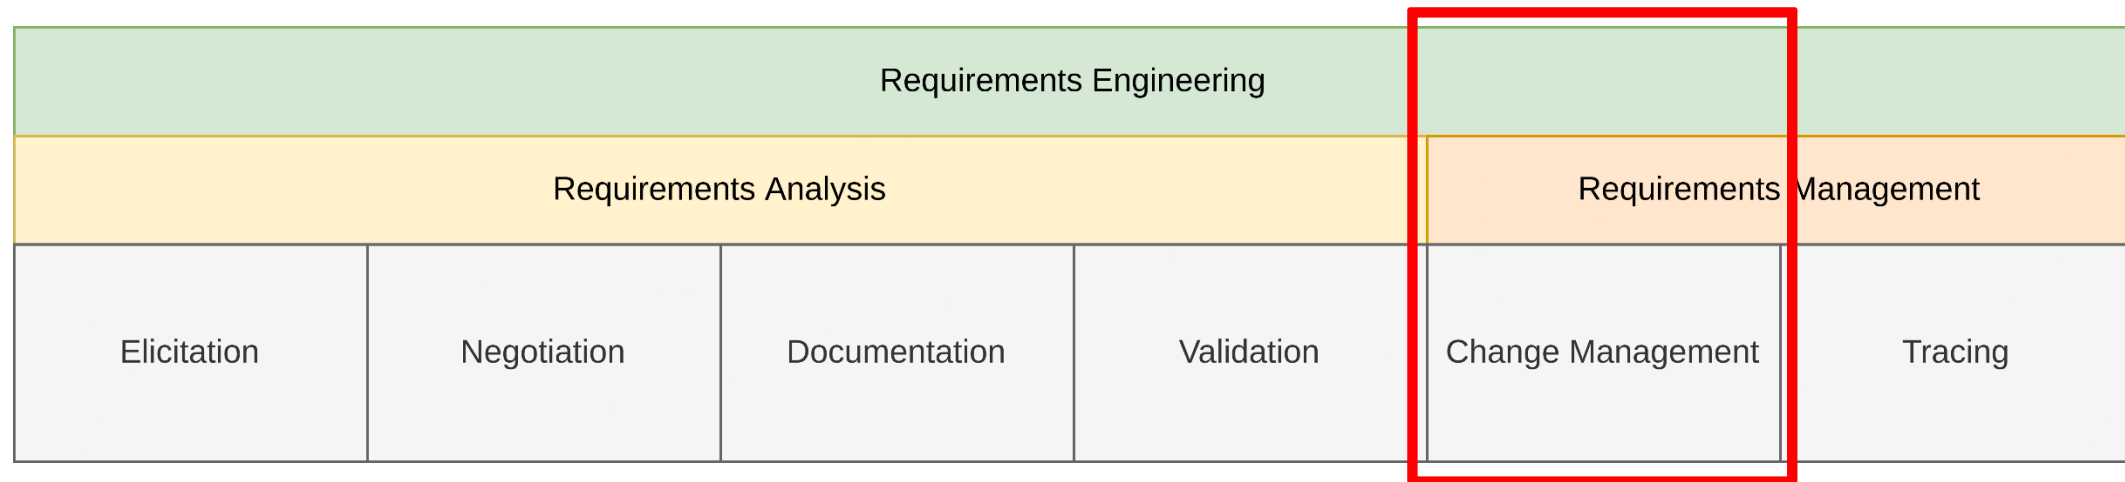 Requirements Engineering
Requirements Analysis
Requirements Management
Elicitation
Negotiation
Documentation
Validation
Change Management
Tracing